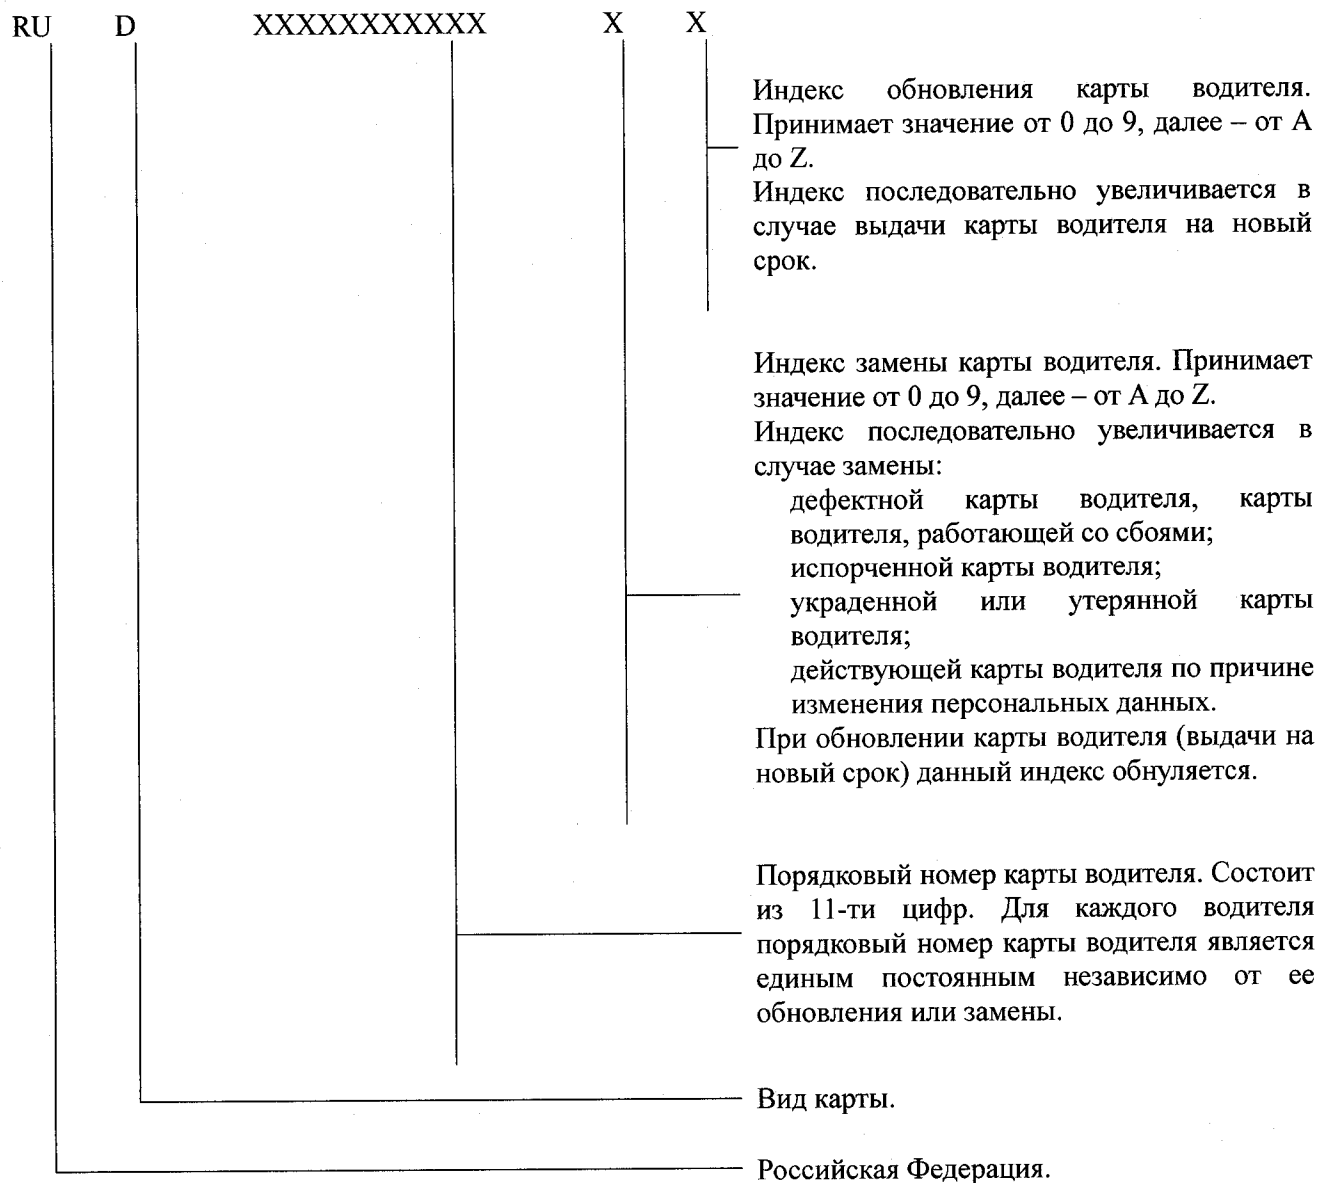 RU D XXXXXXXXXXX X X
Индекс обновления карты водителя.
Принимает значение от 0 до 9, далее – от A
до Z.
Индекс последовательно увеличивается в
случае выдачи карты водителя на новый
срок.
Индекс замены карты водителя. Принимает
значение от 0 до 9, далее – от A до Z.
Индекс последовательно увеличивается в
случае замены:
дефектной карты водителя, карты
водителя, работающей со сбоями;
испорченной карты водителя;
украденной или утерянной карты
водителя;
действующей карты водителя по причине
изменения персональных данных.
При обновлении карты водителя (выдачи на
новый срок) данный индекс обнуляется.
Порядковый номер карты водителя. Состоит
из 11-ти цифр. Для каждого водителя
порядковый номер карты водителя является
единым постоянным независимо от ее
обновления или замены.
Вид карты.
Российская Федерация.